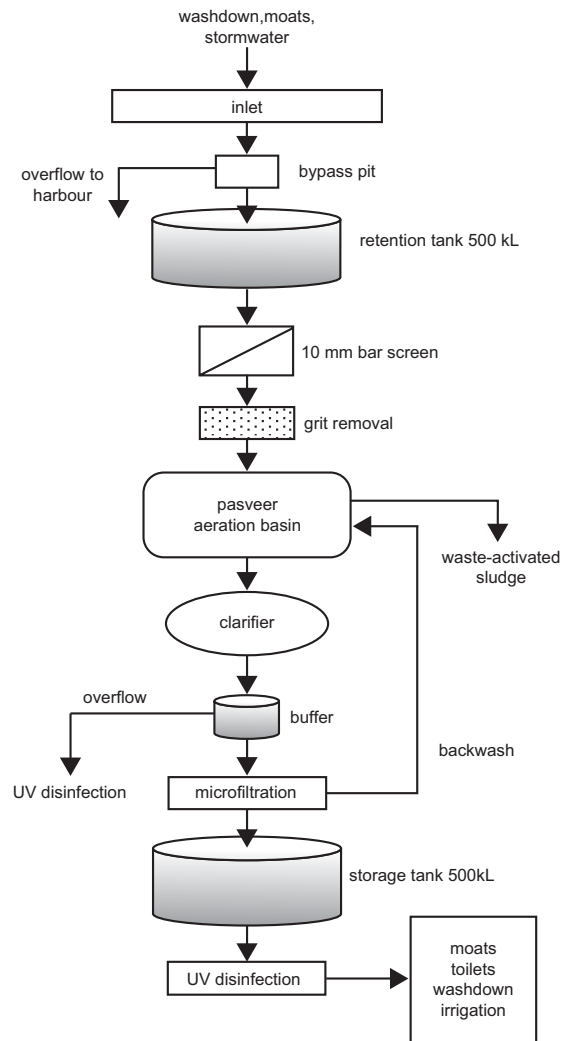 washdown,moats,
stormwater
inlet
overflow to
harbour
bypass pit
retention tank 500 kL
10 mm bar screen
grit removal
pasveer
aeration basin
waste-activated
sludge
clarifier
overflow
buffer
backwash
UV disinfection
microfiltration
storage tank 500kL
UV disinfection
moats
toilets
washdown
irrigation